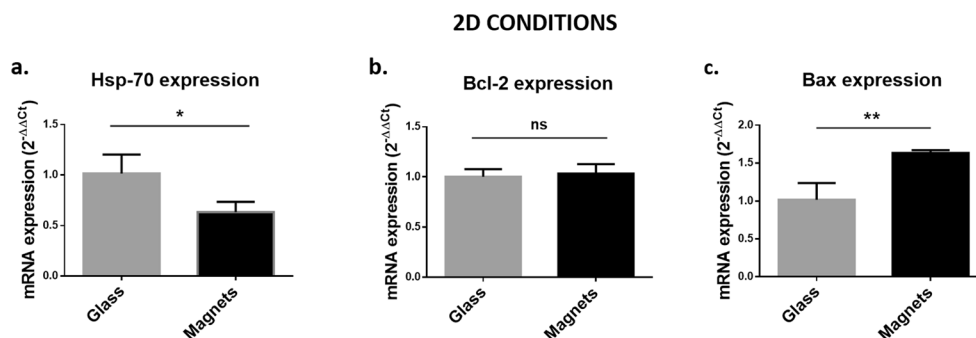 2D CONDITIONS
a.
Hsp-70 expression
*
mRNA expression (2^-ΔΔCt)
1.5
1.0
0.5
0.0
Glass
Magnets
b.
Bcl-2 expression
ns
mRNA expression (2^-ΔΔCt)
1.5
1.0
0.5
0.0
Glass
Magnets
c.
Bax expression
**
mRNA expression (2^-ΔΔCt)
2.0
1.5
1.0
0.5
0.0
Glass
Magnets